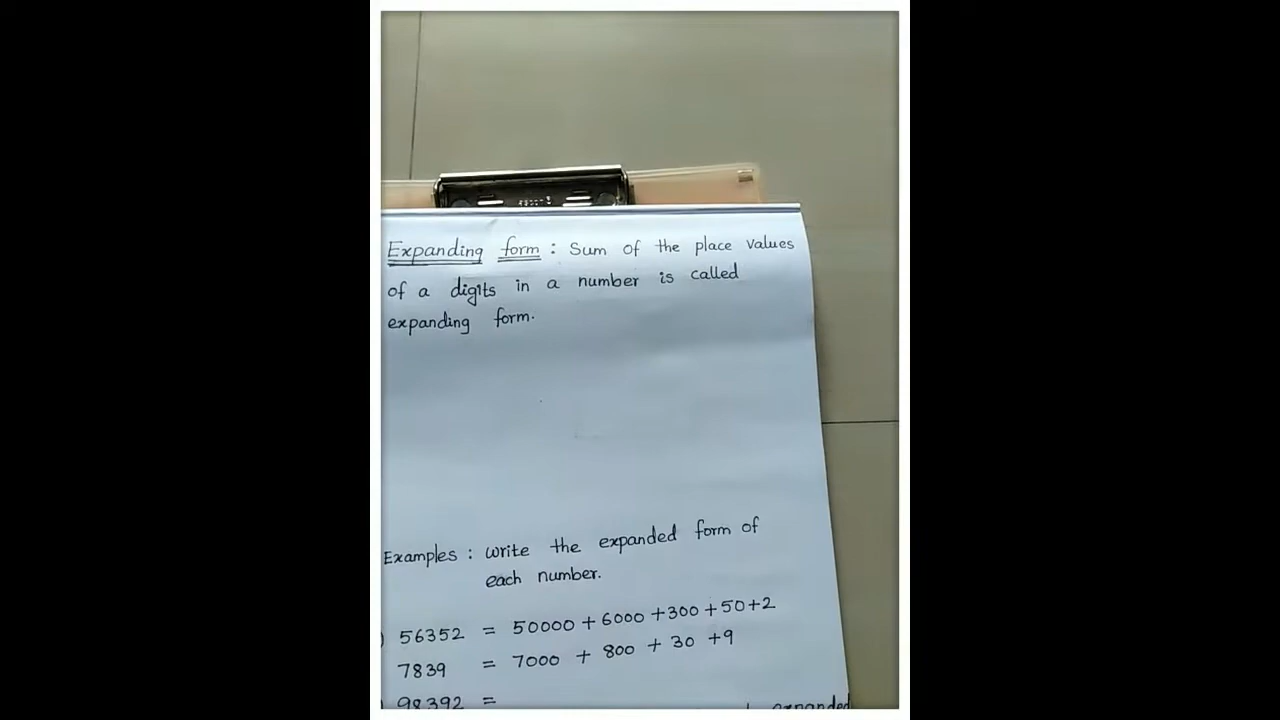 Expanding form : Sum of the place values
of a digits in a number is called
expanding form.
Examples : write the expanded form of
each number.
) 56352 = 50000 + 6000 +300 + 50+2
7839 = 7000 + 800 + 30 +9
) 98392 =
expanded